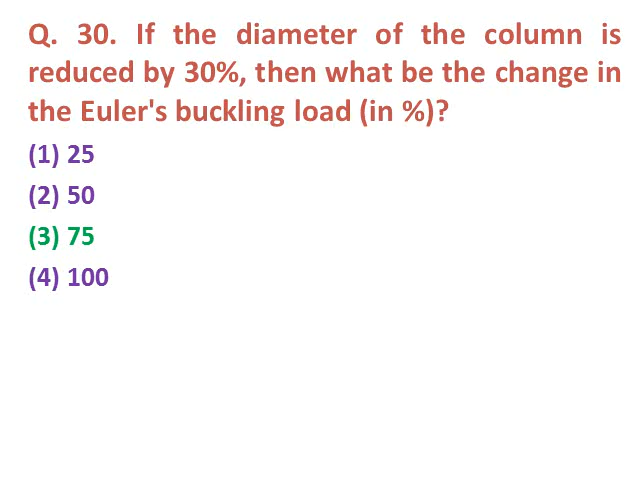 Q. 30. If the diameter of the column is
reduced by 30%, then what be the change in
the Euler's buckling load (in %)?
(1) 25
(2) 50
(3) 75
(4) 100